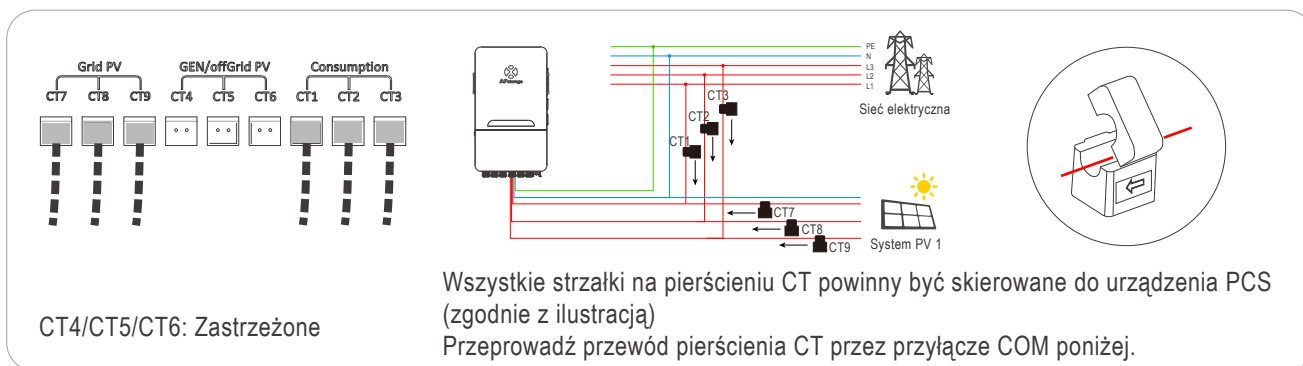 Grid PV
GEN/offGrid PV
Consumption
CT7 CT8 CT9 CT4 CT5 CT6 CT1 CT2 CT3
APstorage
PE
N
L3
L2
L1
CT3
CT2
CT1
Sieć elektryczna
CT7
CT8
CT9
System PV 1
CT4/CT5/CT6: Zastrzeżone
Wszystkie strzałki na pierścieniu CT powinny być skierowane do urządzenia PCS
(zgodnie z ilustracją)
Przeprowadź przewód pierścienia CT przez przyłącze COM poniżej.